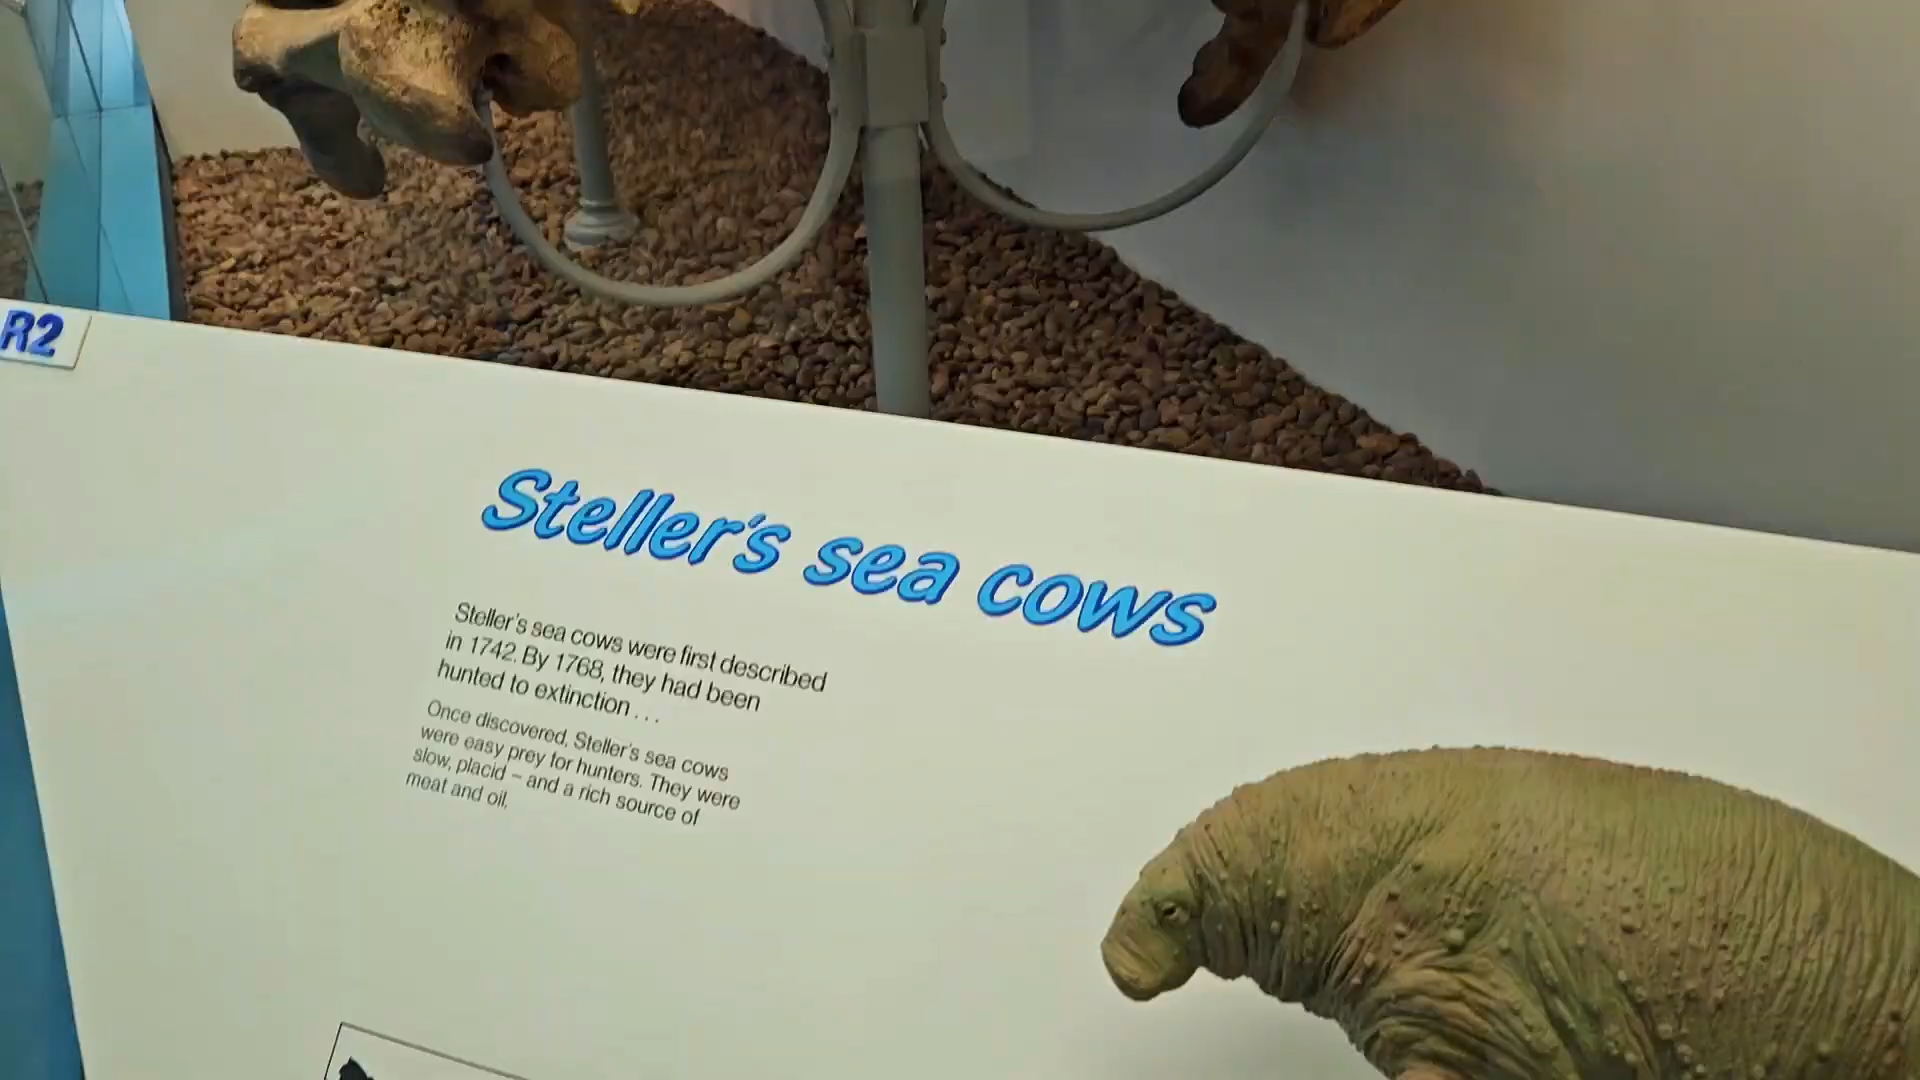 R2
Steller's sea cows
Steller's sea cows were first described
in 1742. By 1768, they had been
hunted to extinction . . .
Once discovered, Steller's sea cows
were easy prey for hunters. They were
slow, placid – and a rich source of
meat and oil.